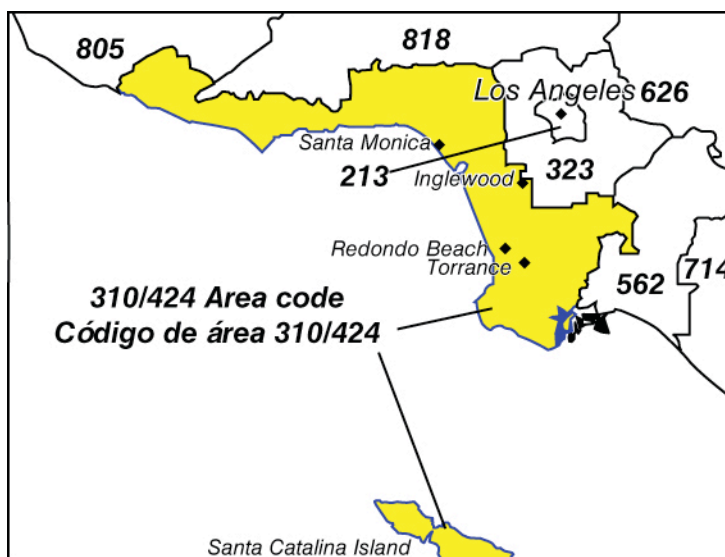 805
818
Los Angeles
626
Santa Monica
213
Inglewood
323
Redondo Beach
Torrance
562
714
310/424 Area code
Código de área 310/424
Santa Catalina Island